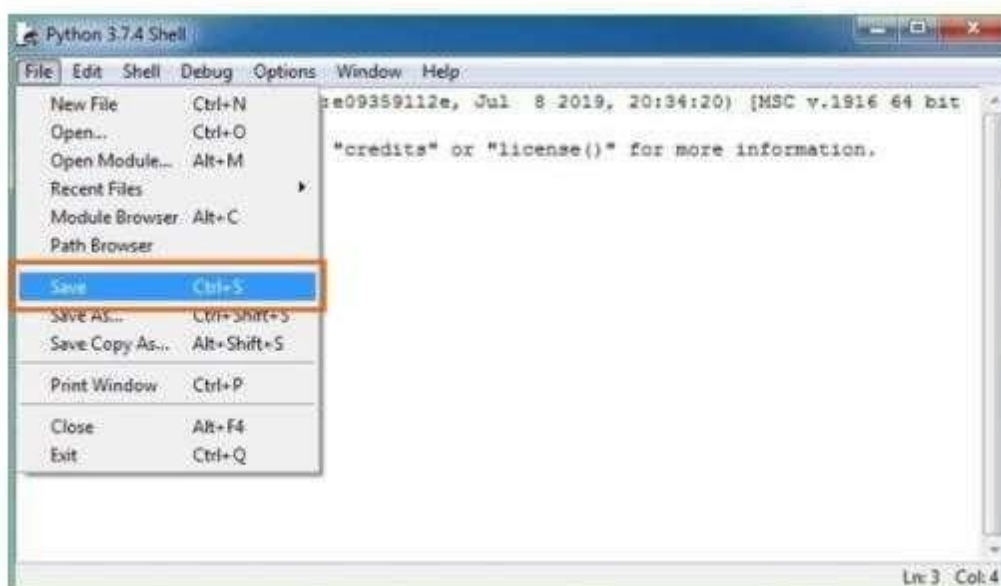 Python 3.7.4 Shell
File Edit Shell Debug Options Window Help
:e09359112e, Jul 8 2019, 20:34:20) [MSC v.1916 64 bit
"credits" or "license()" for more information.
New File Ctrl+N
Open... Ctrl+O
Open Module... Alt+M
Recent Files
Module Browser Alt+C
Path Browser
Save Ctrl+S
Save As... Ctrl+Shift+S
Save Copy As... Alt+Shift+S
Print Window Ctrl+P
Close Alt+F4
Exit Ctrl+Q
Ln: 3 Col: 4